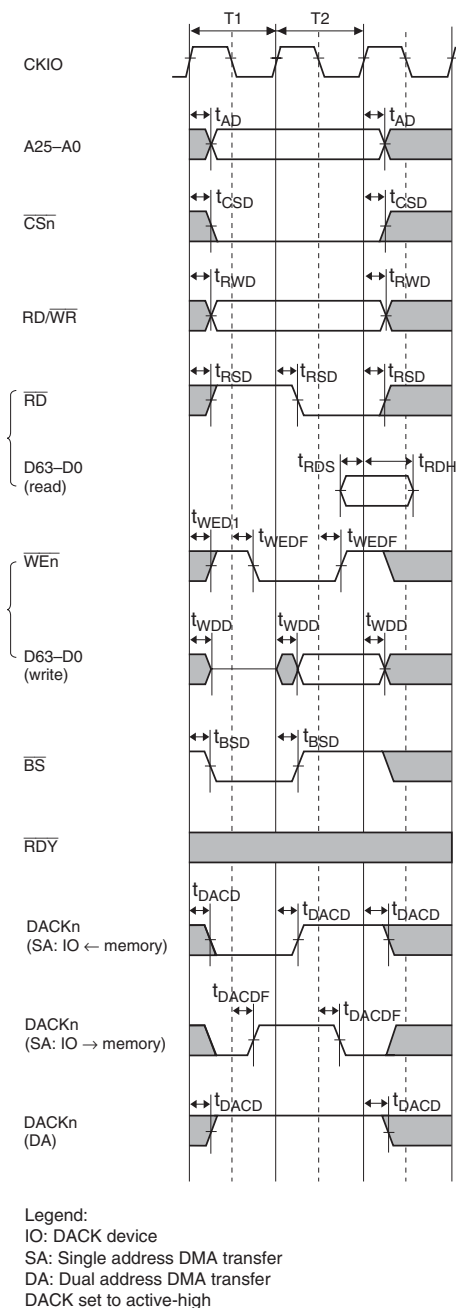 T1 T2
CKIO
tAD tAD
A25–A0
tCSD tCSD
CSn
tRWD tRWD
RD/WR
tRSD tRSD tRSD
RD
tRDS tRDH
D63–D0
(read)
tWED1 tWEDF tWEDF
WEn
tWDD tWDD tWDD
D63–D0
(write)
tBSD tBSD
BS
RDY
tDACD tDACD tDACD
DACKn
(SA: IO ← memory)
tDACDF tDACDF
DACKn
(SA: IO → memory)
tDACD tDACD
DACKn
(DA)
Legend:
IO: DACK device
SA: Single address DMA transfer
DA: Dual address DMA transfer
DACK set to active-high